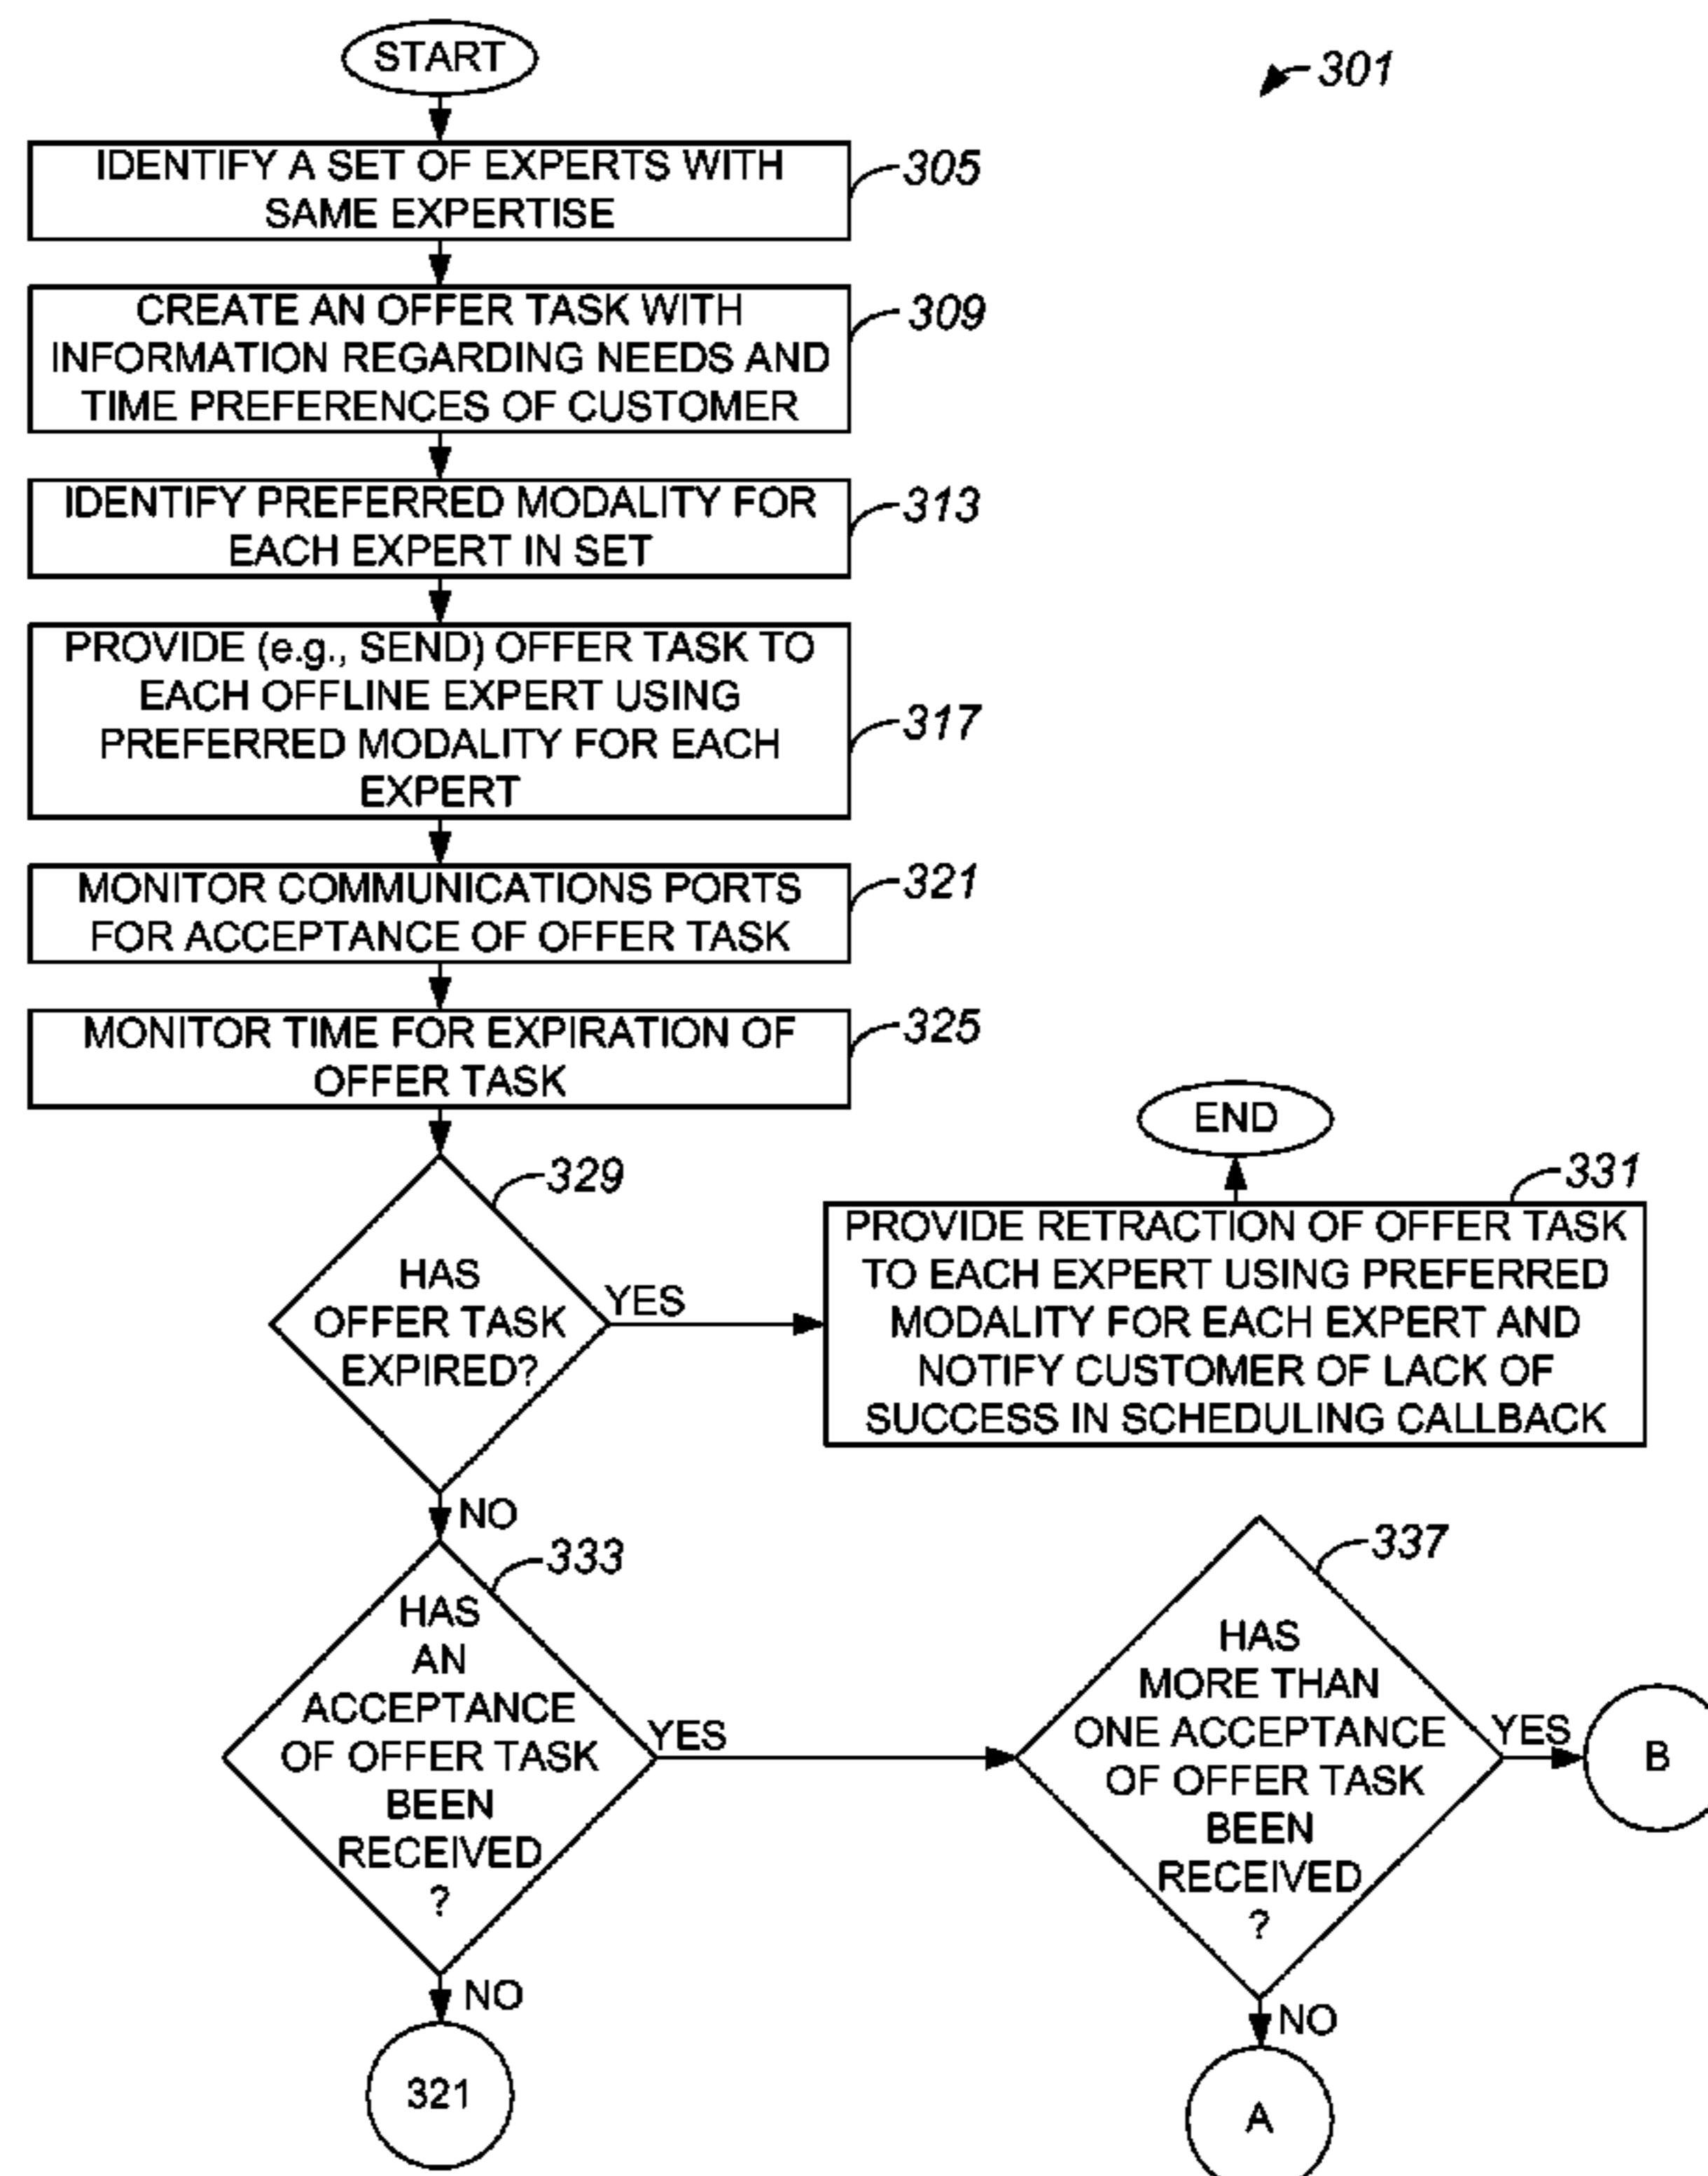 START
301
IDENTIFY A SET OF EXPERTS WITH
SAME EXPERTISE
305
CREATE AN OFFER TASK WITH
INFORMATION REGARDING NEEDS AND
TIME PREFERENCES OF CUSTOMER
309
IDENTIFY PREFERRED MODALITY FOR
EACH EXPERT IN SET
313
PROVIDE (e.g., SEND) OFFER TASK TO
EACH OFFLINE EXPERT USING
PREFERRED MODALITY FOR EACH
EXPERT
317
MONITOR COMMUNICATIONS PORTS
FOR ACCEPTANCE OF OFFER TASK
321
MONITOR TIME FOR EXPIRATION OF
OFFER TASK
325
HAS
OFFER TASK
EXPIRED?
329
YES
NO
END
331
PROVIDE RETRACTION OF OFFER TASK
TO EACH EXPERT USING PREFERRED
MODALITY FOR EACH EXPERT AND
NOTIFY CUSTOMER OF LACK OF
SUCCESS IN SCHEDULING CALLBACK
HAS
AN
ACCEPTANCE
OF OFFER TASK
BEEN
RECEIVED
?
333
YES
NO
321
HAS
MORE THAN
ONE ACCEPTANCE
OF OFFER TASK
BEEN
RECEIVED
?
337
YES
B
NO
A